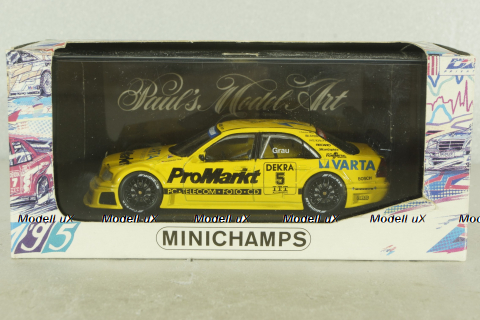 Paul's Model Art
Grau
ProMarkt
PC·TELECOM·FOTO·CD
DEKRA
5
VARTA
BOSCH
Modell uX Modell uX Modell uX Modell uX Modell uX
95
MINICHAMPS